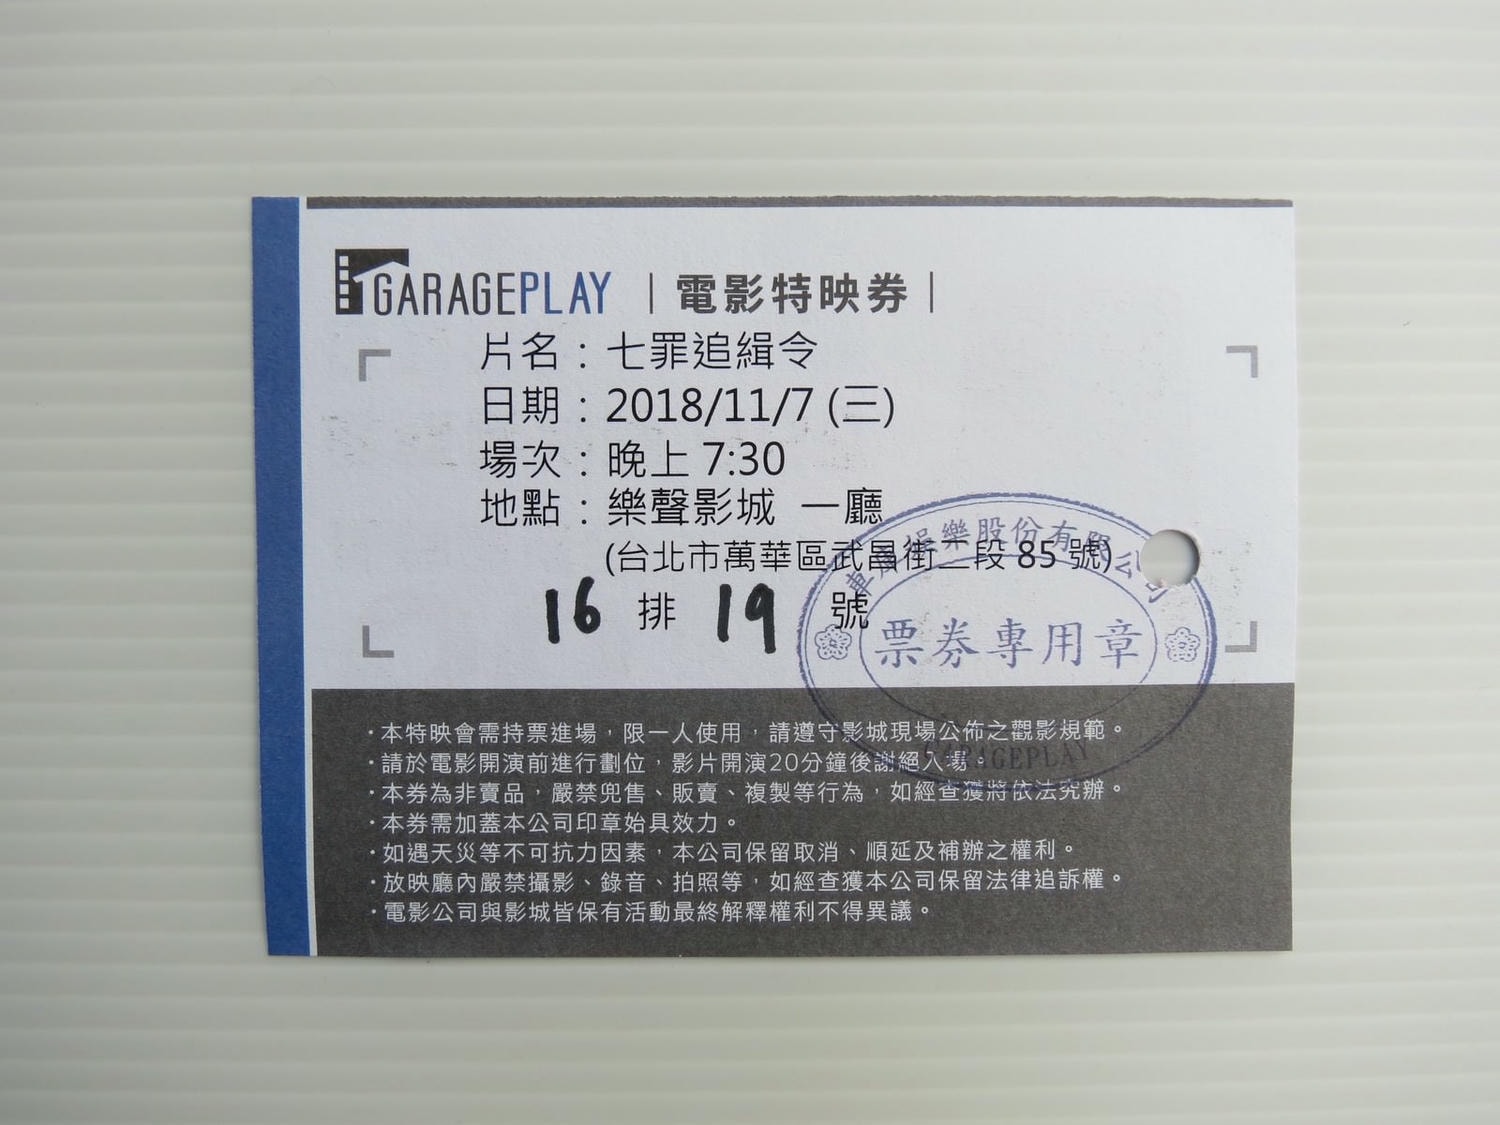 GARAGEPLAY | 電影特映券 |
片名：七罪追緝令
日期：2018/11/7 (三)
場次：晚上 7:30
地點：樂聲影城 一廳
(台北市萬華區武昌街二段 85 號)
16 排 19 號
車庫娛樂股份有限公司
票券專用章
GARAGEPLAY
·本特映會需持票進場，限一人使用，請遵守影城現場公佈之觀影規範。
·請於電影開演前進行劃位，影片開演20分鐘後謝絕入場。
·本券為非賣品，嚴禁兜售、販賣、複製等行為，如經查獲將依法究辦。
·本券需加蓋本公司印章始具效力。
·如遇天災等不可抗力因素，本公司保留取消、順延及補辦之權利。
·放映廳內嚴禁攝影、錄音、拍照等，如經查獲本公司保留法律追訴權。
·電影公司與影城皆保有活動最終解釋權利不得異議。